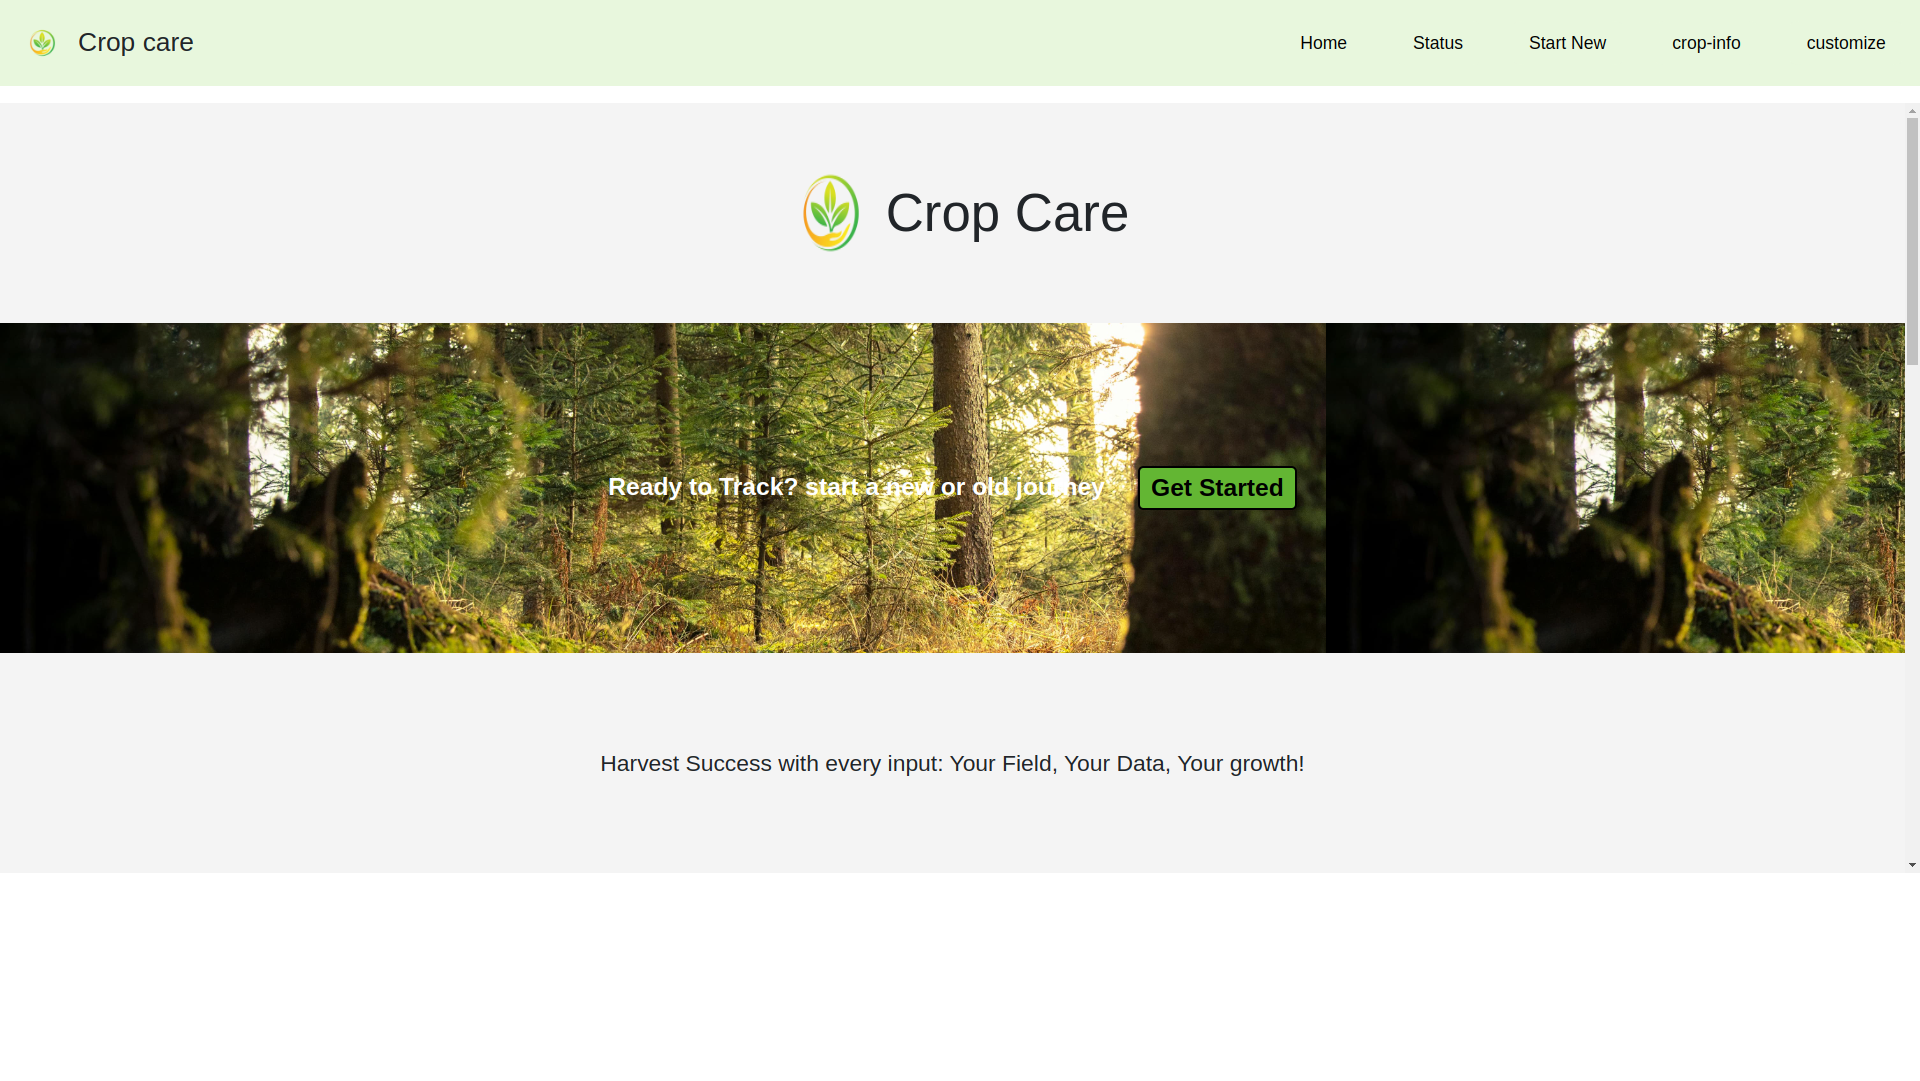 Crop care
Home
Status
Start New
crop-info
customize
Crop Care
Ready to Track? start a new or old journey
Get Started
Harvest Success with every input: Your Field, Your Data, Your growth!